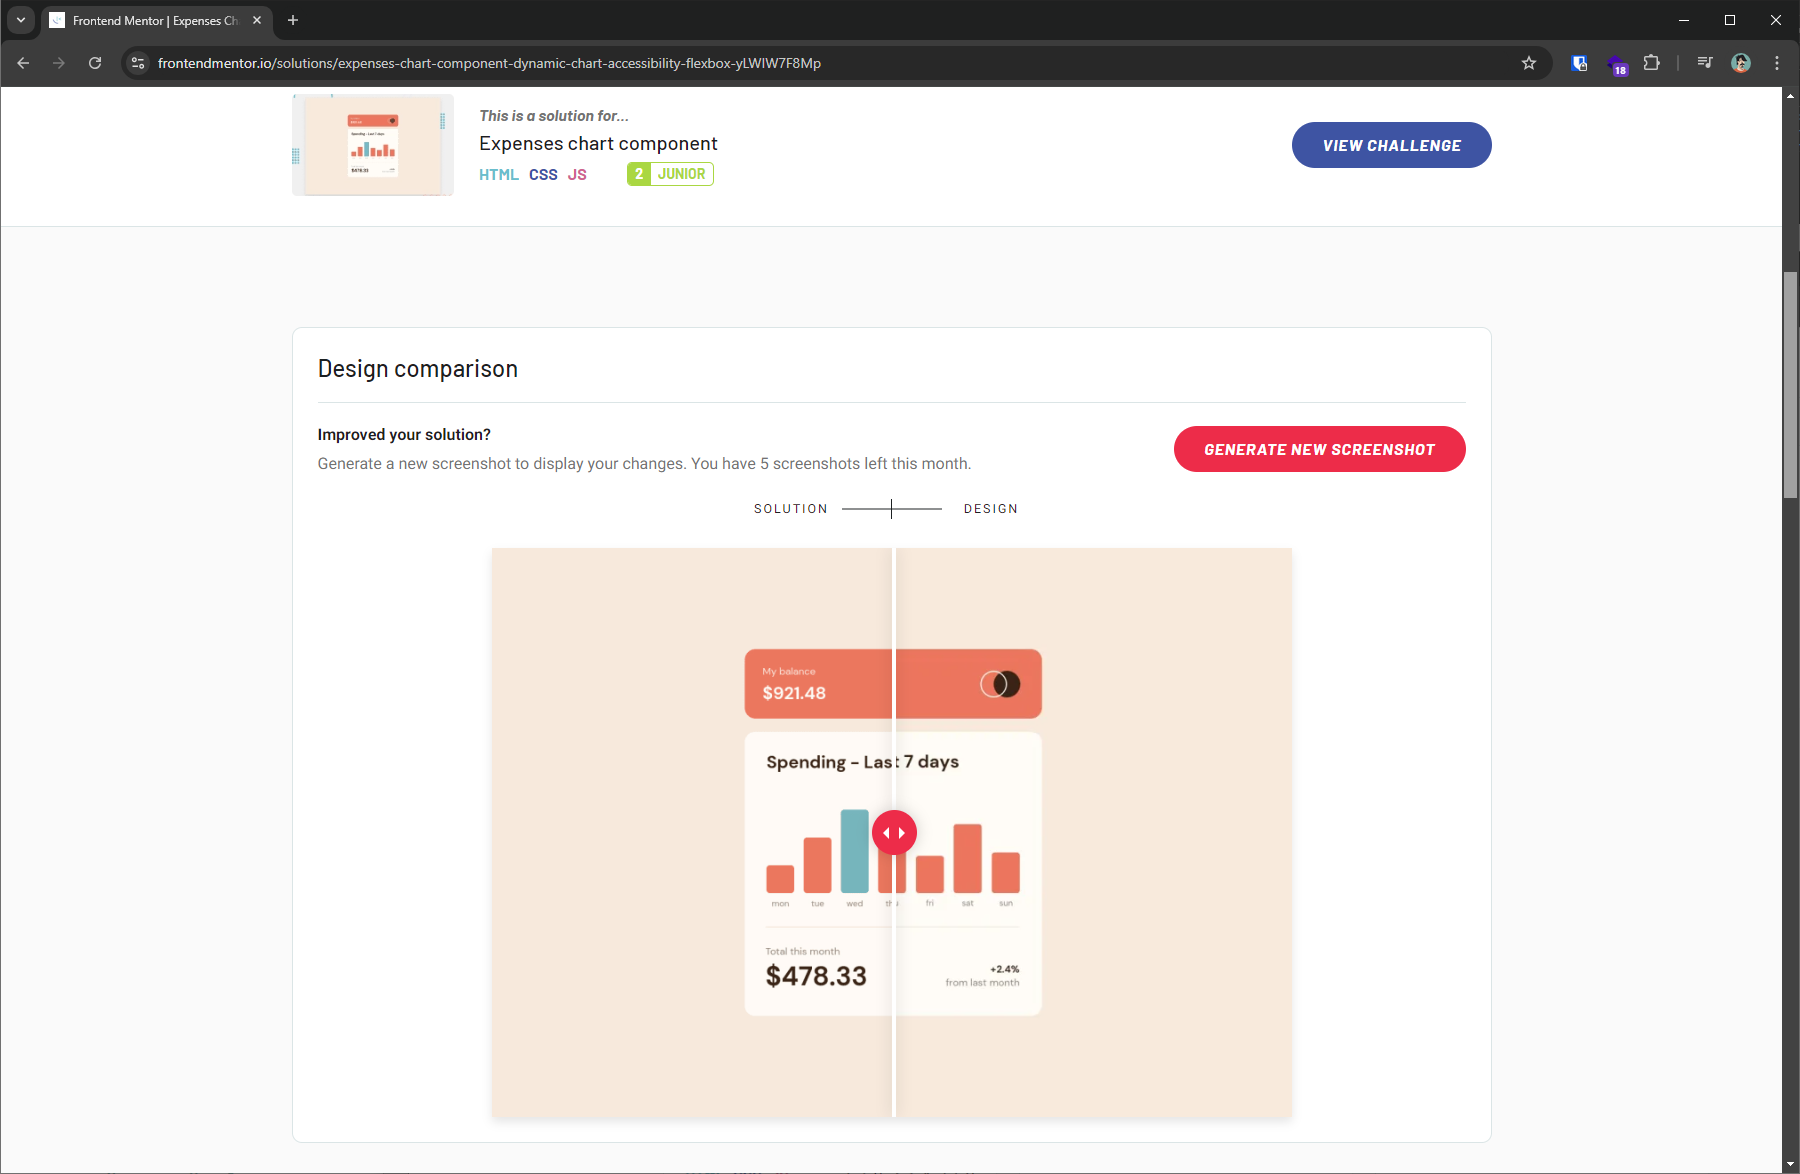 Frontend Mentor | Expenses Ch
frontendmentor.io/solutions/expenses-chart-component-dynamic-chart-accessibility-flexbox-yLWIW7F8Mp
18
This is a solution for...
Expenses chart component
HTML CSS JS 2 JUNIOR
VIEW CHALLENGE
Design comparison
Improved your solution?
Generate a new screenshot to display your changes. You have 5 screenshots left this month.
GENERATE NEW SCREENSHOT
SOLUTION DESIGN
My balance
$921.48
Spending - Last 7 days
mon tue wed thu fri sat sun
Total this month
$478.33
+2.4%
from last month